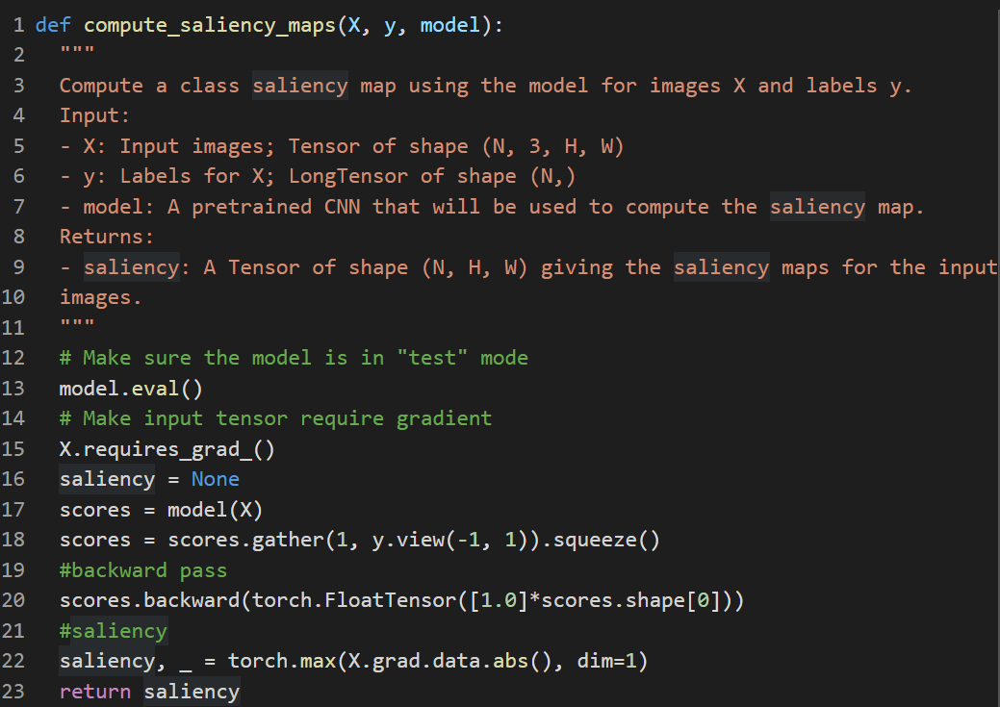 1 def compute_saliency_maps(X, y, model):
2 """
3 Compute a class saliency map using the model for images X and labels y.
4 Input:
5 - X: Input images; Tensor of shape (N, 3, H, W)
6 - y: Labels for X; LongTensor of shape (N,)
7 - model: A pretrained CNN that will be used to compute the saliency map.
8 Returns:
9 - saliency: A Tensor of shape (N, H, W) giving the saliency maps for the input
10 images.
11 """
12 # Make sure the model is in "test" mode
13 model.eval()
14 # Make input tensor require gradient
15 X.requires_grad_()
16 saliency = None
17 scores = model(X)
18 scores = scores.gather(1, y.view(-1, 1)).squeeze()
19 #backward pass
20 scores.backward(torch.FloatTensor([1.0]*scores.shape[0]))
21 #saliency
22 saliency, _ = torch.max(X.grad.data.abs(), dim=1)
23 return saliency